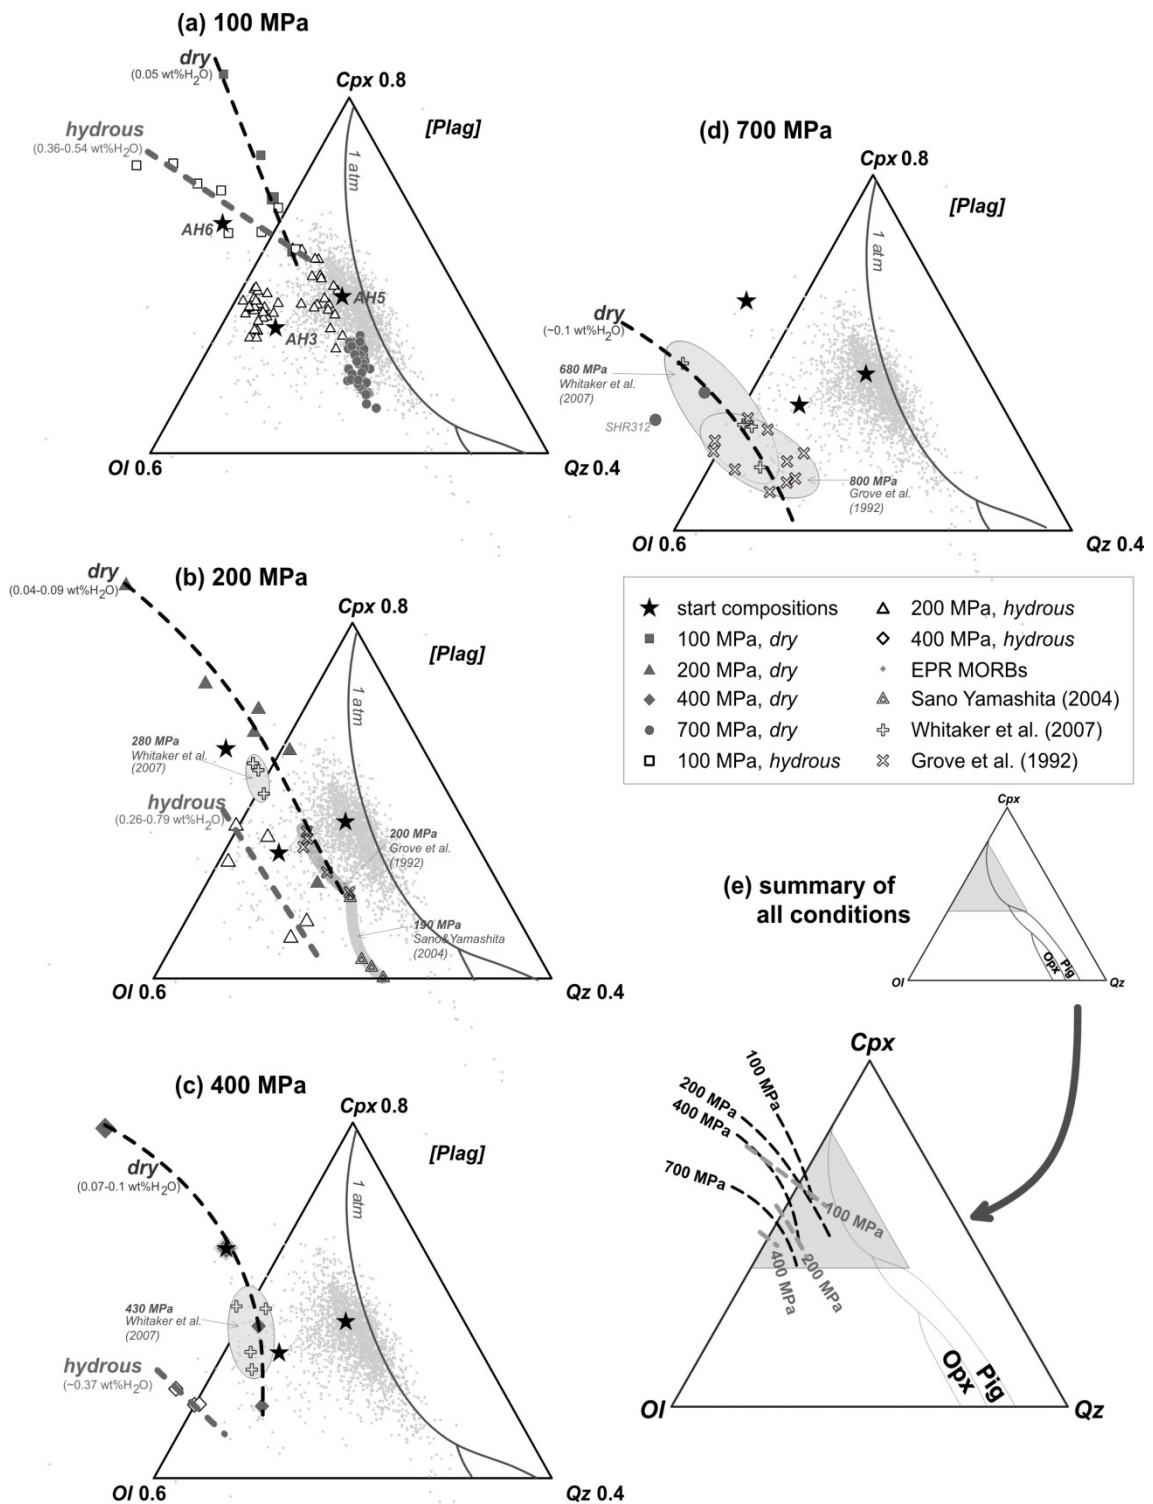 (a) 100 MPa
dry
(0.05 wt%H2O)
Cpx 0.8
[Plag]
hydrous
(0.36-0.54 wt%H2O)
1 atm
AH6
AH5
AH3
Ol 0.6
Qz 0.4
(b) 200 MPa
dry
(0.04-0.09 wt%H2O)
Cpx 0.8
[Plag]
1 atm
280 MPa
Whitaker et al.
(2007)
hydrous
(0.26-0.79 wt%H2O)
200 MPa
Grove et al.
(1992)
190 MPa
Sano&Yamashita
(2004)
Ol 0.6
Qz 0.4
(c) 400 MPa
Cpx 0.8
dry
(0.07-0.1 wt%H2O)
[Plag]
1 atm
430 MPa
Whitaker et al.
(2007)
hydrous
(~0.37 wt%H2O)
Ol 0.6
Qz 0.4
(d) 700 MPa
Cpx 0.8
[Plag]
1 atm
dry
(~0.1 wt%H2O)
680 MPa
Whitaker et al.
(2007)
SHR312
800 MPa
Grove et al.
(1992)
Ol 0.6
Qz 0.4
start compositions
100 MPa, dry
200 MPa, dry
400 MPa, dry
700 MPa, dry
100 MPa, hydrous
200 MPa, hydrous
400 MPa, hydrous
EPR MORBs
Sano Yamashita (2004)
Whitaker et al. (2007)
Grove et al. (1992)
(e) summary of
all conditions
Cpx
Opx
Pig
Ol
Qz
Cpx
100 MPa
200 MPa
400 MPa
700 MPa
100 MPa
200 MPa
400 MPa
Opx
Pig
Ol
Qz